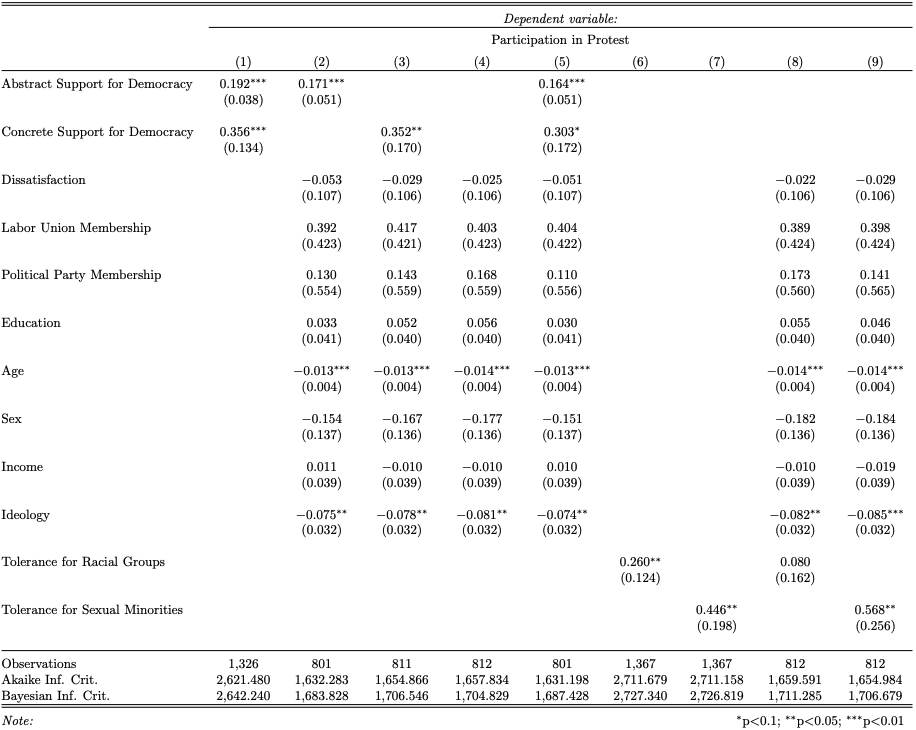 Dependent variable:
Participation in Protest
(1) (2) (3) (4) (5) (6) (7) (8) (9)
Abstract Support for Democracy 0.192*** 0.171*** 0.164***
(0.038) (0.051) (0.051)
Concrete Support for Democracy 0.356*** 0.352** 0.303*
(0.134) (0.170) (0.172)
Dissatisfaction −0.053 −0.029 −0.025 −0.051 −0.022 −0.029
(0.107) (0.106) (0.106) (0.107) (0.106) (0.106)
Labor Union Membership 0.392 0.417 0.403 0.404 0.389 0.398
(0.423) (0.421) (0.423) (0.422) (0.424) (0.424)
Political Party Membership 0.130 0.143 0.168 0.110 0.173 0.141
(0.554) (0.559) (0.559) (0.556) (0.560) (0.565)
Education 0.033 0.052 0.056 0.030 0.055 0.046
(0.041) (0.040) (0.040) (0.041) (0.040) (0.040)
Age −0.013*** −0.013*** −0.014*** −0.013*** −0.014*** −0.014***
(0.004) (0.004) (0.004) (0.004) (0.004) (0.004)
Sex −0.154 −0.167 −0.177 −0.151 −0.182 −0.184
(0.137) (0.136) (0.136) (0.137) (0.136) (0.136)
Income 0.011 −0.010 −0.010 0.010 −0.010 −0.019
(0.039) (0.039) (0.039) (0.039) (0.039) (0.039)
Ideology −0.075** −0.078** −0.081** −0.074** −0.082** −0.085***
(0.032) (0.032) (0.032) (0.032) (0.032) (0.032)
Tolerance for Racial Groups 0.260** 0.080
(0.124) (0.162)
Tolerance for Sexual Minorities 0.446** 0.568**
(0.198) (0.256)
Observations 1,326 801 811 812 801 1,367 1,367 812 812
Akaike Inf. Crit. 2,621.480 1,632.283 1,654.866 1,657.834 1,631.198 2,711.679 2,711.158 1,659.591 1,654.984
Bayesian Inf. Crit. 2,642.240 1,683.828 1,706.546 1,704.829 1,687.428 2,727.340 2,726.819 1,711.285 1,706.679
Note: *p<0.1; **p<0.05; ***p<0.01